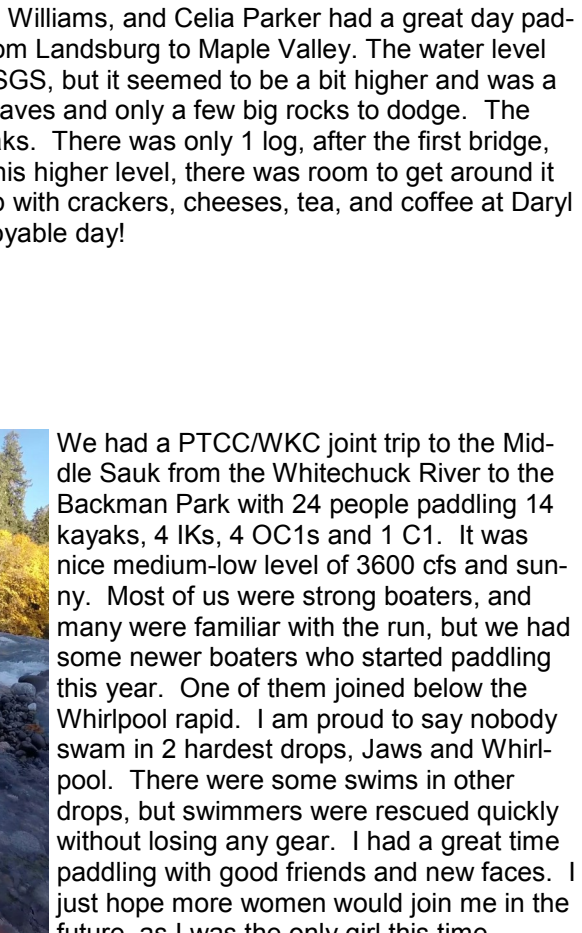 Williams, and Celia Parker had a great day pad-
om Landsburg to Maple Valley. The water level
SGS, but it seemed to be a bit higher and was a
aves and only a few big rocks to dodge. The
aks. There was only 1 log, after the first bridge,
his higher level, there was room to get around it
with crackers, cheeses, tea, and coffee at Daryl
oyable day!
We had a PTCC/WKC joint trip to the Mid-
dle Sauk from the Whitechuck River to the
Backman Park with 24 people paddling 14
kayaks, 4 IKs, 4 OC1s and 1 C1. It was
nice medium-low level of 3600 cfs and sun-
ny. Most of us were strong boaters, and
many were familiar with the run, but we had
some newer boaters who started paddling
this year. One of them joined below the
Whirlpool rapid. I am proud to say nobody
swam in 2 hardest drops, Jaws and Whirl-
pool. There were some swims in other
drops, but swimmers were rescued quickly
without losing any gear. I had a great time
paddling with good friends and new faces. I
just hope more women would join me in the
future, as I was the only girl this time.